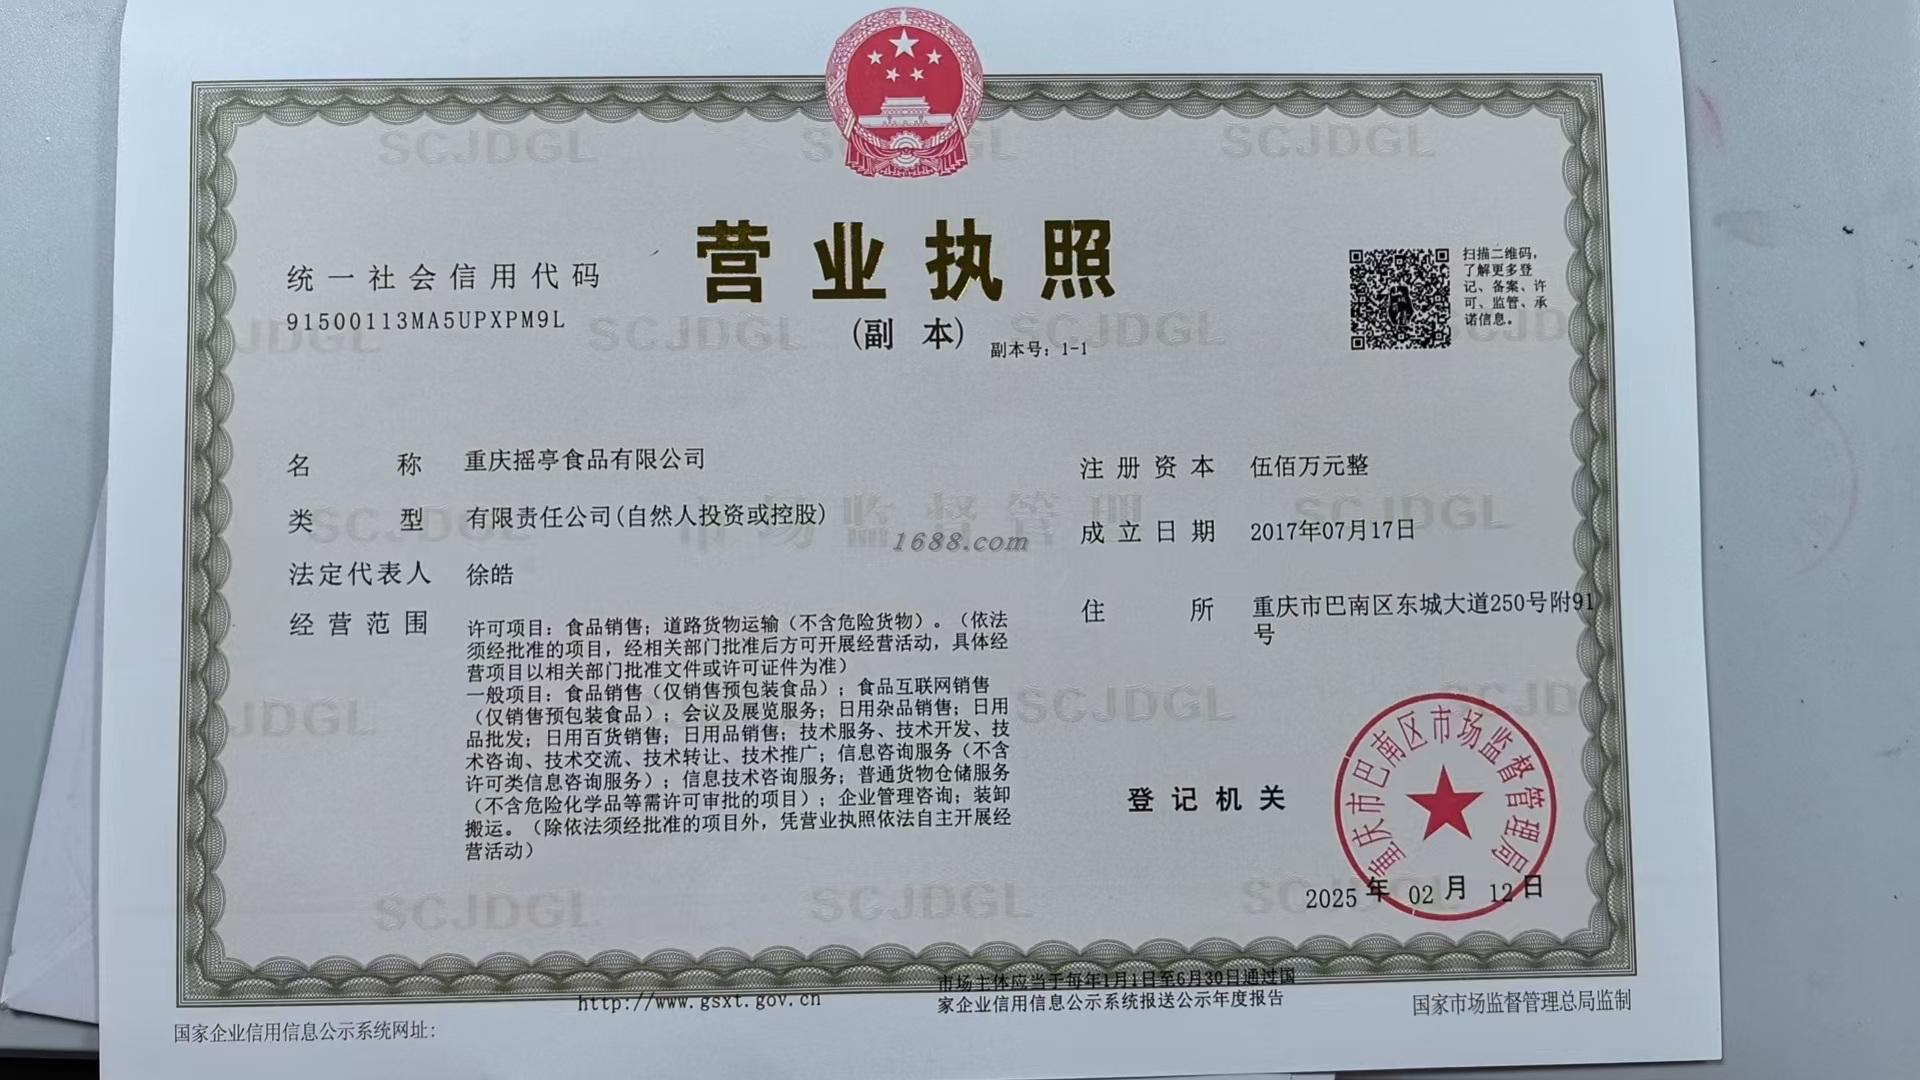 营业执照
(副 本)
副本号：1-1
统一社会信用代码
91500113MA5UPXPM9L
扫描二维码，
了解更多登
记、备案、许
可、监管、承
诺信息。
名 称 重庆摇亭食品有限公司
类 型 有限责任公司(自然人投资或控股)
法定代表人 徐皓
经营范围 许可项目：食品销售；道路货物运输（不含危险货物）。（依法
须经批准的项目，经相关部门批准后方可开展经营活动，具体经
营项目以相关部门批准文件或许可证件为准）
一般项目：食品销售（仅销售预包装食品）；食品互联网销售
（仅销售预包装食品）；会议及展览服务；日用杂品销售；日用
品批发；日用百货销售；日用品销售；技术服务、技术开发、技
术咨询、技术交流、技术转让、技术推广；信息咨询服务（不含
许可类信息咨询服务）；信息技术咨询服务；普通货物仓储服务
（不含危险化学品等需许可审批的项目）；企业管理咨询；装卸
搬运。（除依法须经批准的项目外，凭营业执照依法自主开展经
营活动）
注册资本 伍佰万元整
成立日期 2017年07月17日
住 所 重庆市巴南区东城大道250号附91
号
登记机关
重庆市巴南区市场监督管理局
2025 年 02 月 12 日
1688.com
市场监督管理
SCJDGL
国家企业信用信息公示系统网址：
http://www.gsxt.gov.cn
市场主体应当于每年1月1日至6月30日通过国
家企业信用信息公示系统报送公示年度报告
国家市场监督管理总局监制